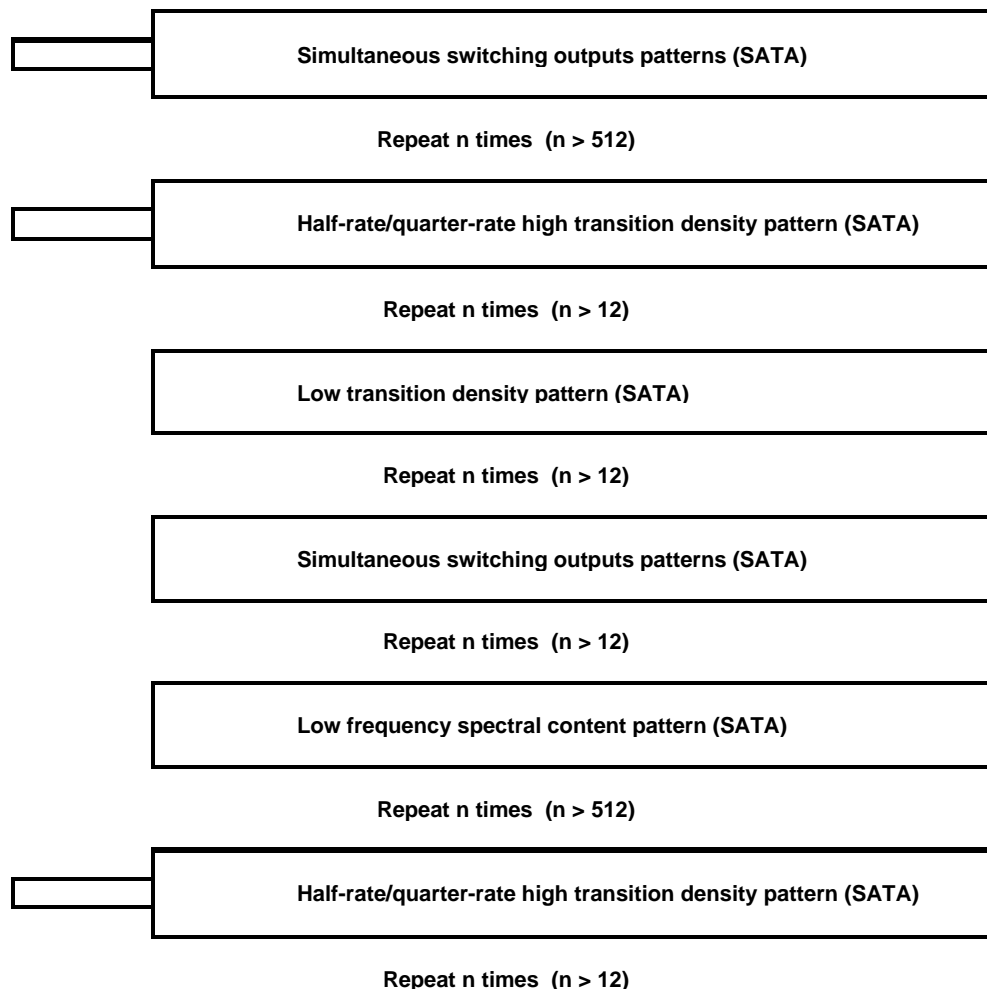 Simultaneous switching outputs patterns (SATA)
Repeat n times (n > 512)
Half-rate/quarter-rate high transition density pattern (SATA)
Repeat n times (n > 12)
Low transition density pattern (SATA)
Repeat n times (n > 12)
Simultaneous switching outputs patterns (SATA)
Repeat n times (n > 12)
Low frequency spectral content pattern (SATA)
Repeat n times (n > 512)
Half-rate/quarter-rate high transition density pattern (SATA)
Repeat n times (n > 12)